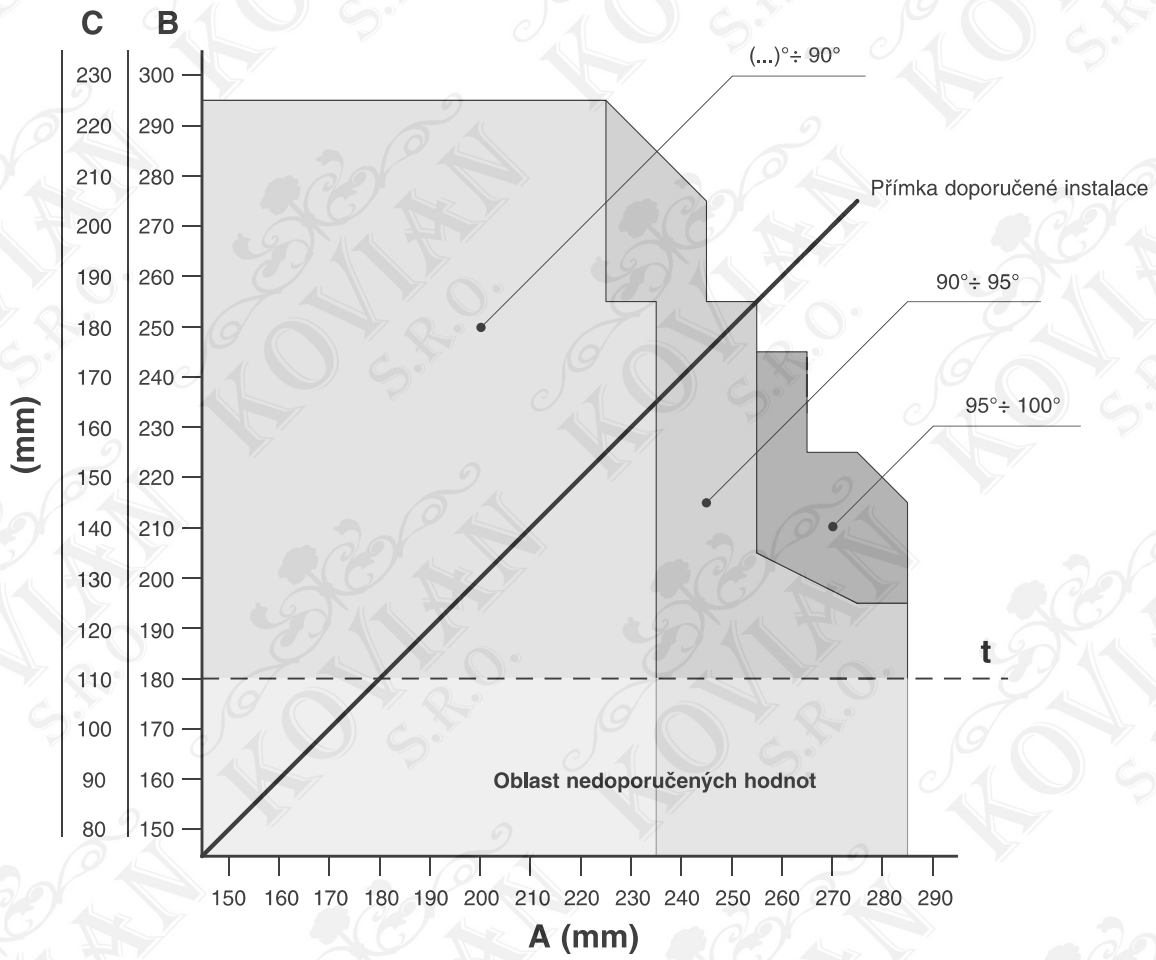 C B
(...)°÷ 90°
230 300
220 290
210 280
Přímka doporučené instalace
200 270
190 260
90°÷ 95°
180 250
170 240
95°÷ 100°
160 230
(mm)
150 220
140 210
130 200
120 190
t
110 180
100 170
90 160
Oblast nedoporučených hodnot
80 150
150 160 170 180 190 200 210 220 230 240 250 260 270 280 290
A (mm)
KOVIAN
S.R.O.